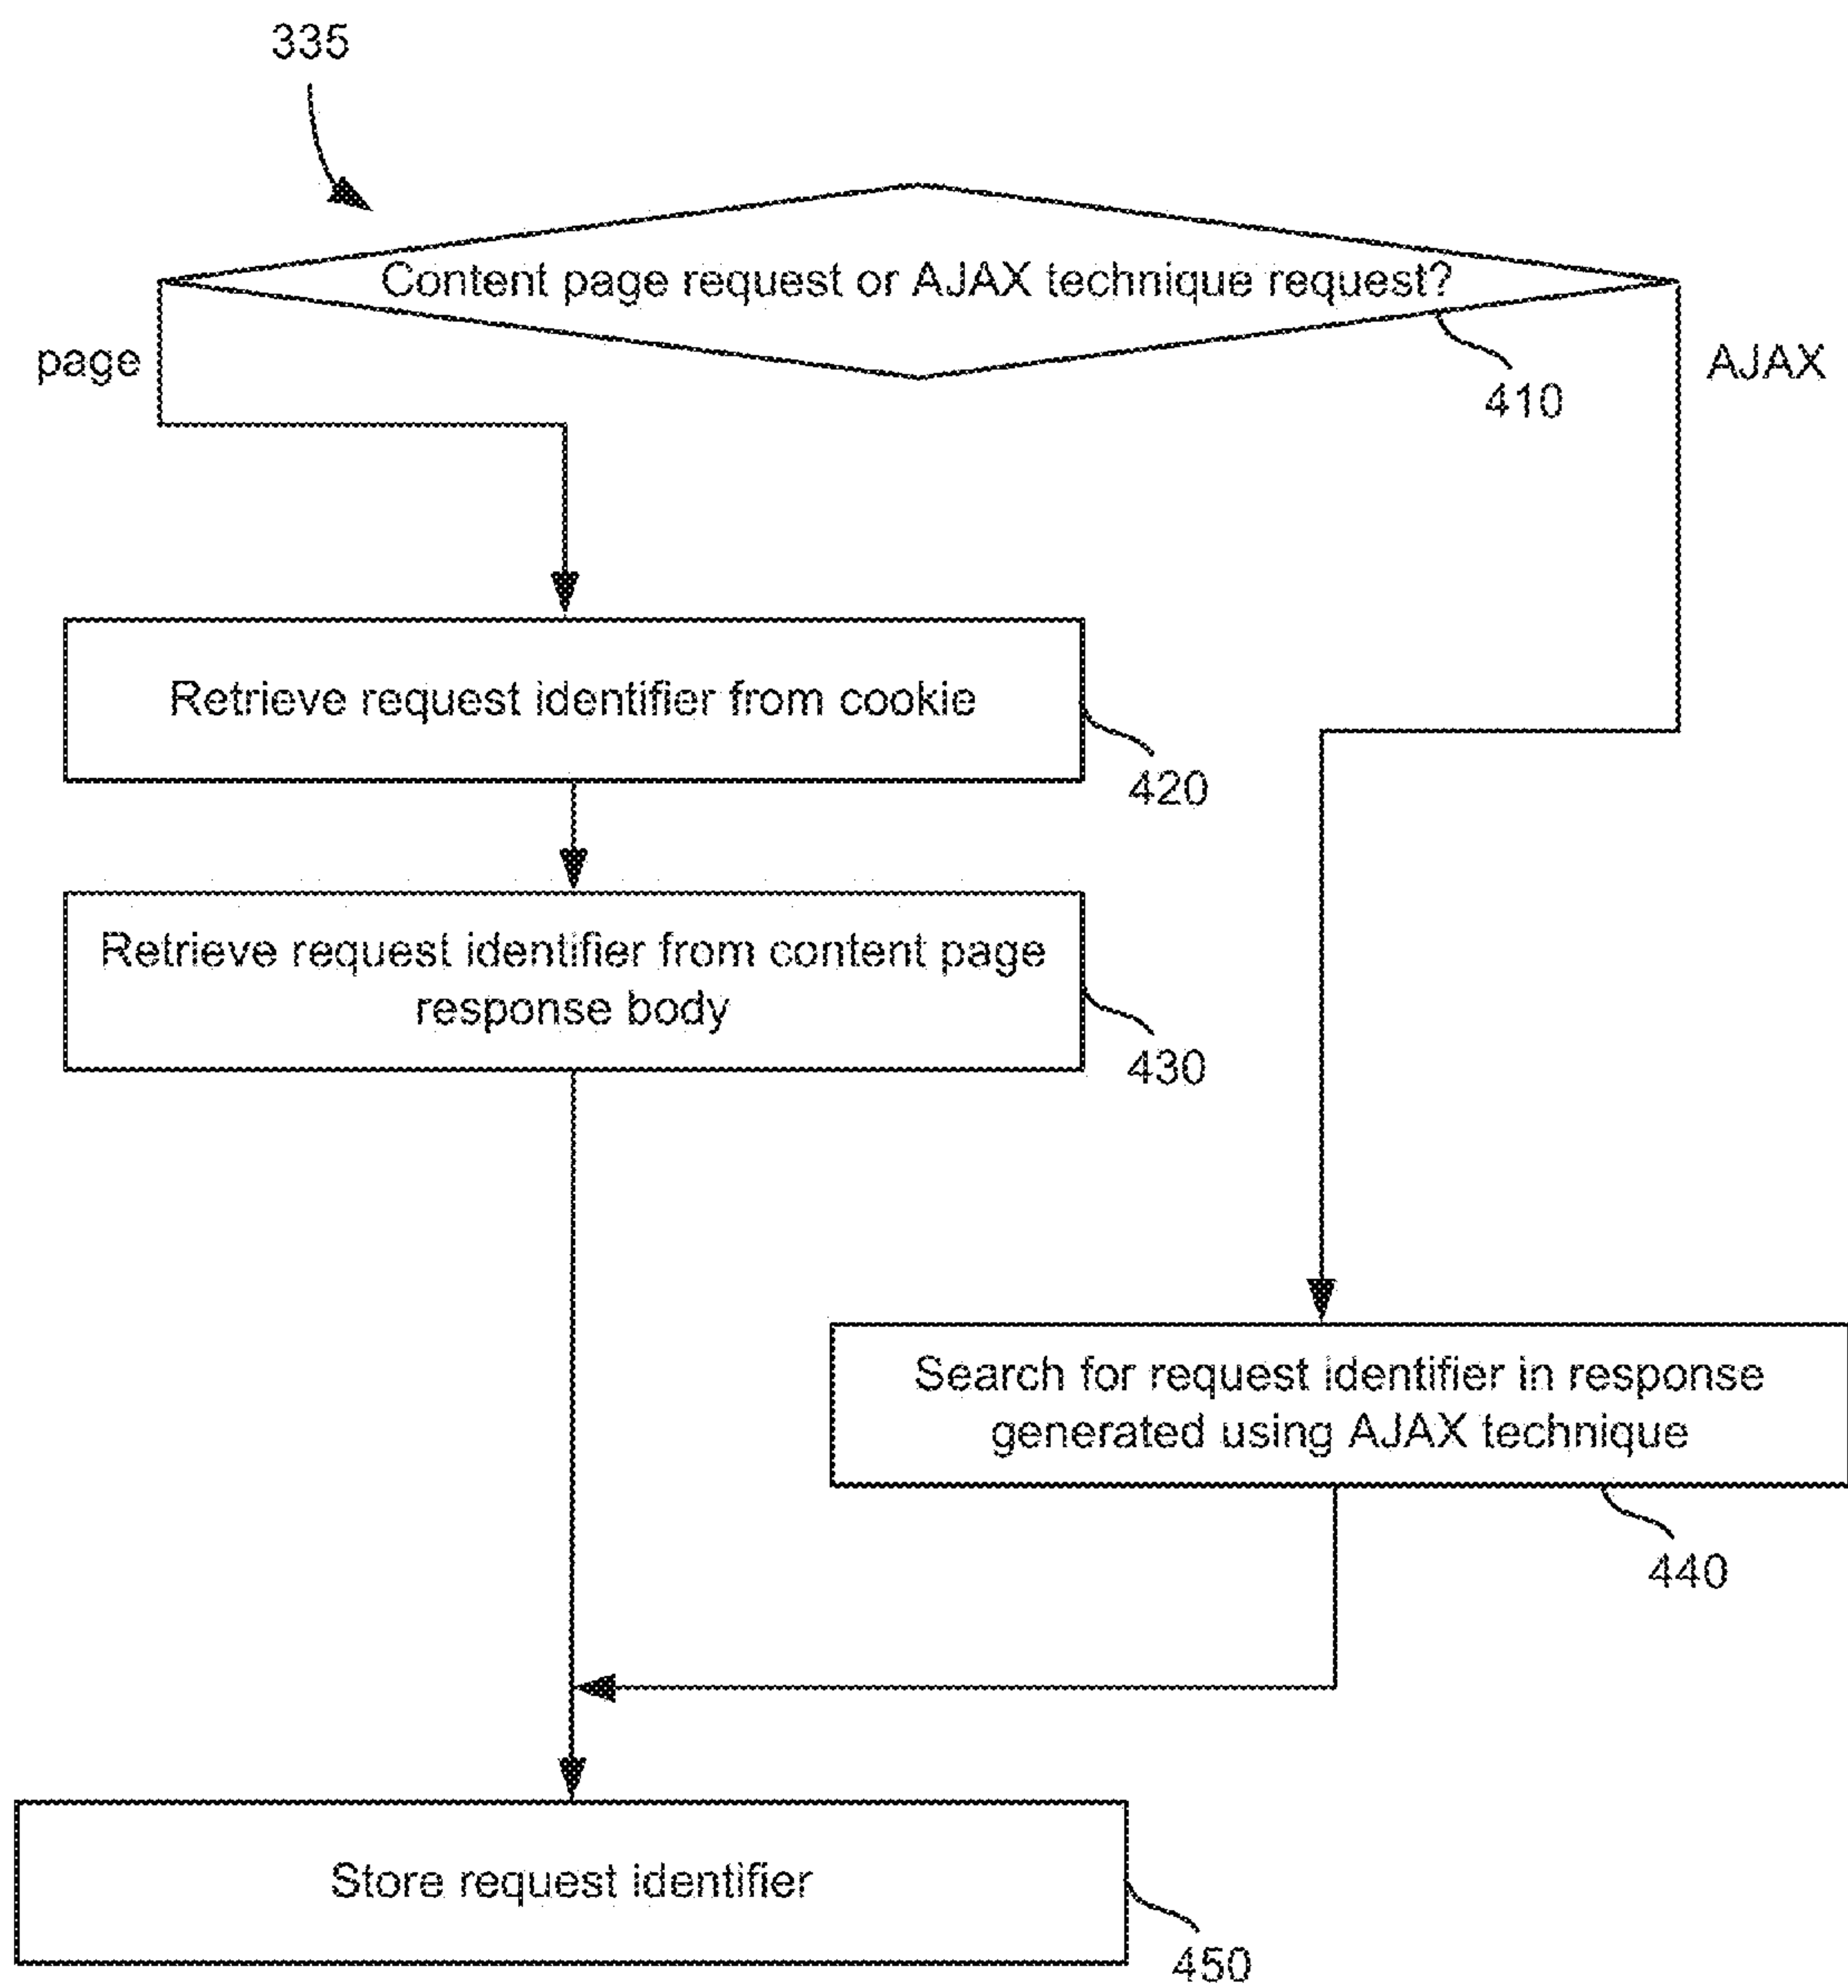 335
Content page request or AJAX technique request?
page
AJAX
410
Retrieve request identifier from cookie
420
Retrieve request identifier from content page
response body
430
Search for request identifier in response
generated using AJAX technique
440
Store request identifier
450